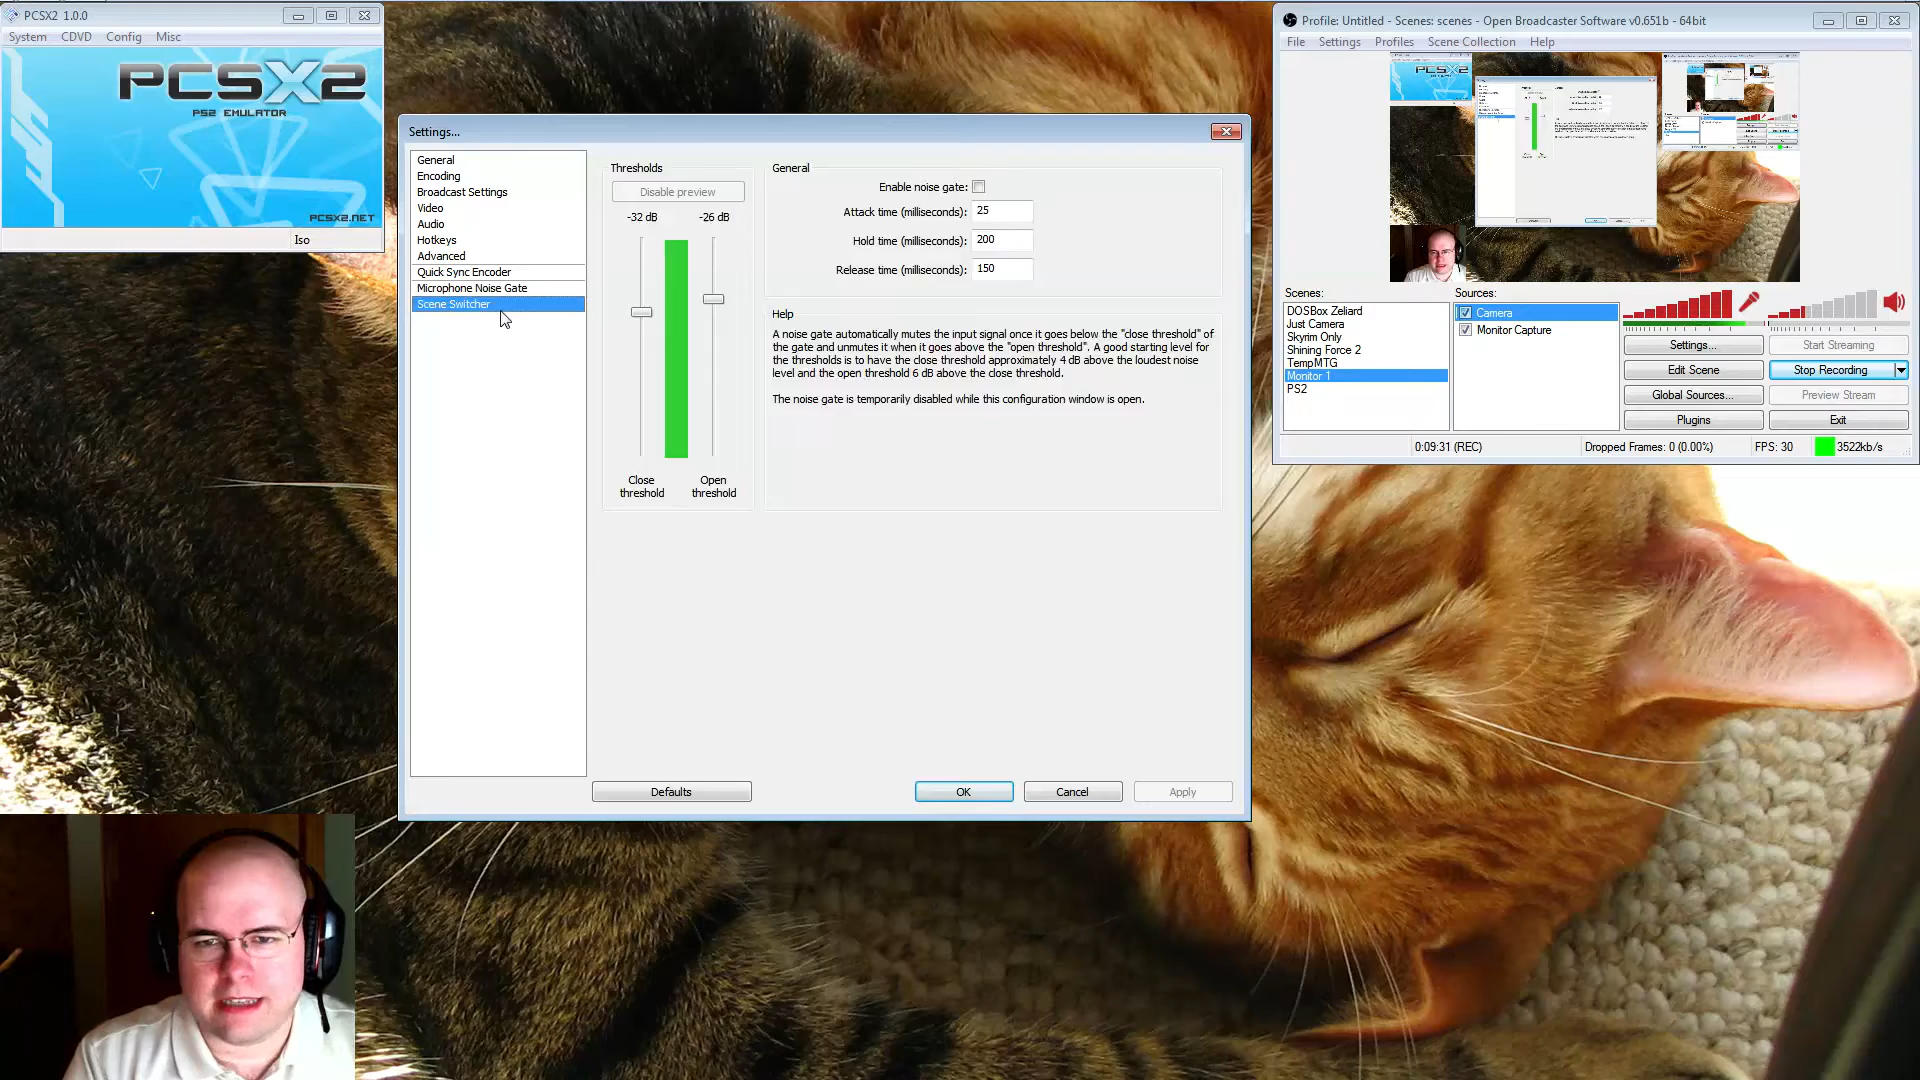 PCSX2 1.0.0
System CDVD Config Misc
PCSX2
PS2 EMULATOR
PCSX2.NET
Iso
Settings...
General
Encoding
Broadcast Settings
Video
Audio
Hotkeys
Advanced
Quick Sync Encoder
Microphone Noise Gate
Scene Switcher
Thresholds
Disable preview
-32 dB -26 dB
Close threshold
Open threshold
General
Enable noise gate:
Attack time (milliseconds): 25
Hold time (milliseconds): 200
Release time (milliseconds): 150
Help
A noise gate automatically mutes the input signal once it goes below the "close threshold" of
the gate and unmutes it when it goes above the "open threshold". A good starting level for
the thresholds is to have the close threshold approximately 4 dB above the loudest noise
level and the open threshold 6 dB above the close threshold.
The noise gate is temporarily disabled while this configuration window is open.
Defaults
OK
Cancel
Apply
Profile: Untitled - Scenes: scenes - Open Broadcaster Software v0.651b - 64bit
File Settings Profiles Scene Collection Help
PCSX2
Scenes:
DOSBox Zeliard
Just Camera
Skyrim Only
Shining Force 2
TempMTG
Monitor 1
PS2
Sources:
Camera
Monitor Capture
Settings... Start Streaming
Edit Scene Stop Recording
Global Sources... Preview Stream
Plugins Exit
0:09:31 (REC) Dropped Frames: 0 (0.00%) FPS: 30 3522kb/s